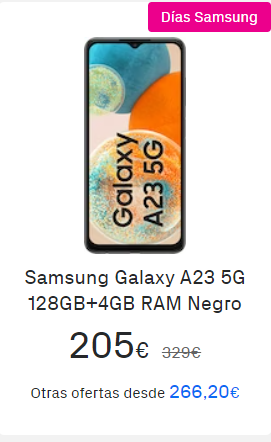 Días Samsung
Galaxy
A23 5G
Samsung Galaxy A23 5G
128GB+4GB RAM Negro
205€ 329€
Otras ofertas desde 266,20€